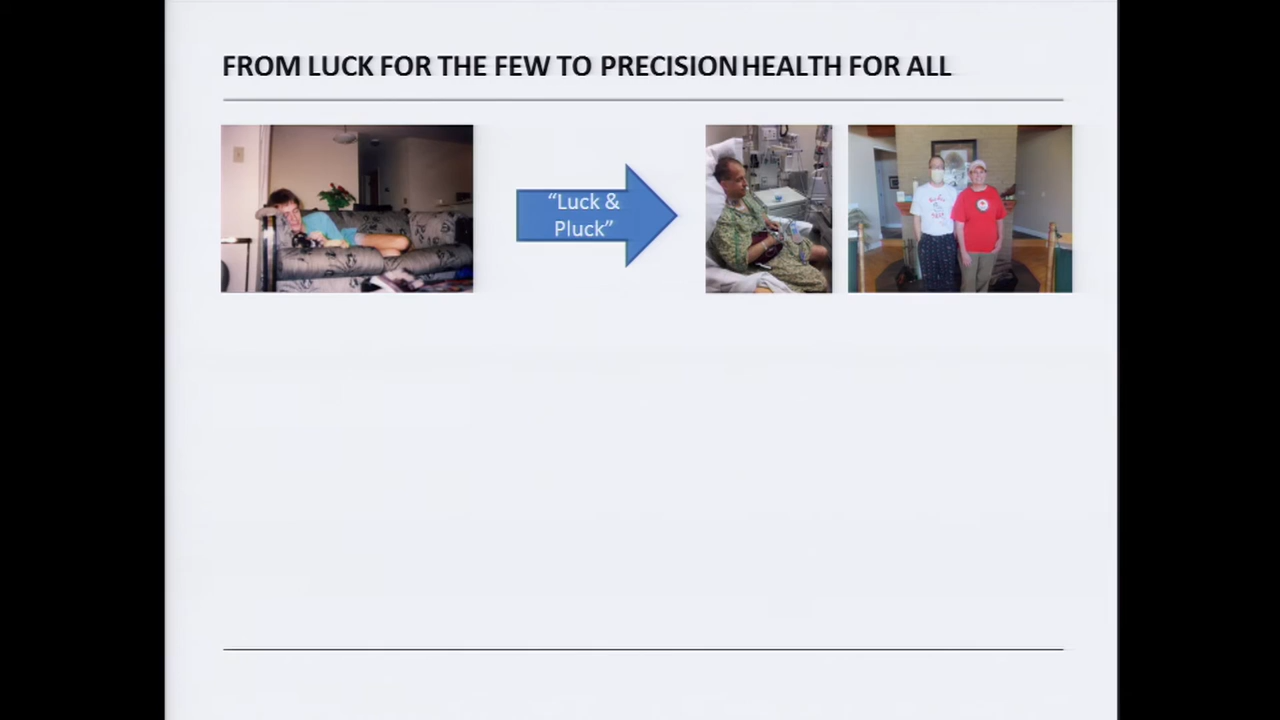 FROM LUCK FOR THE FEW TO PRECISION HEALTH FOR ALL
“Luck &
Pluck”